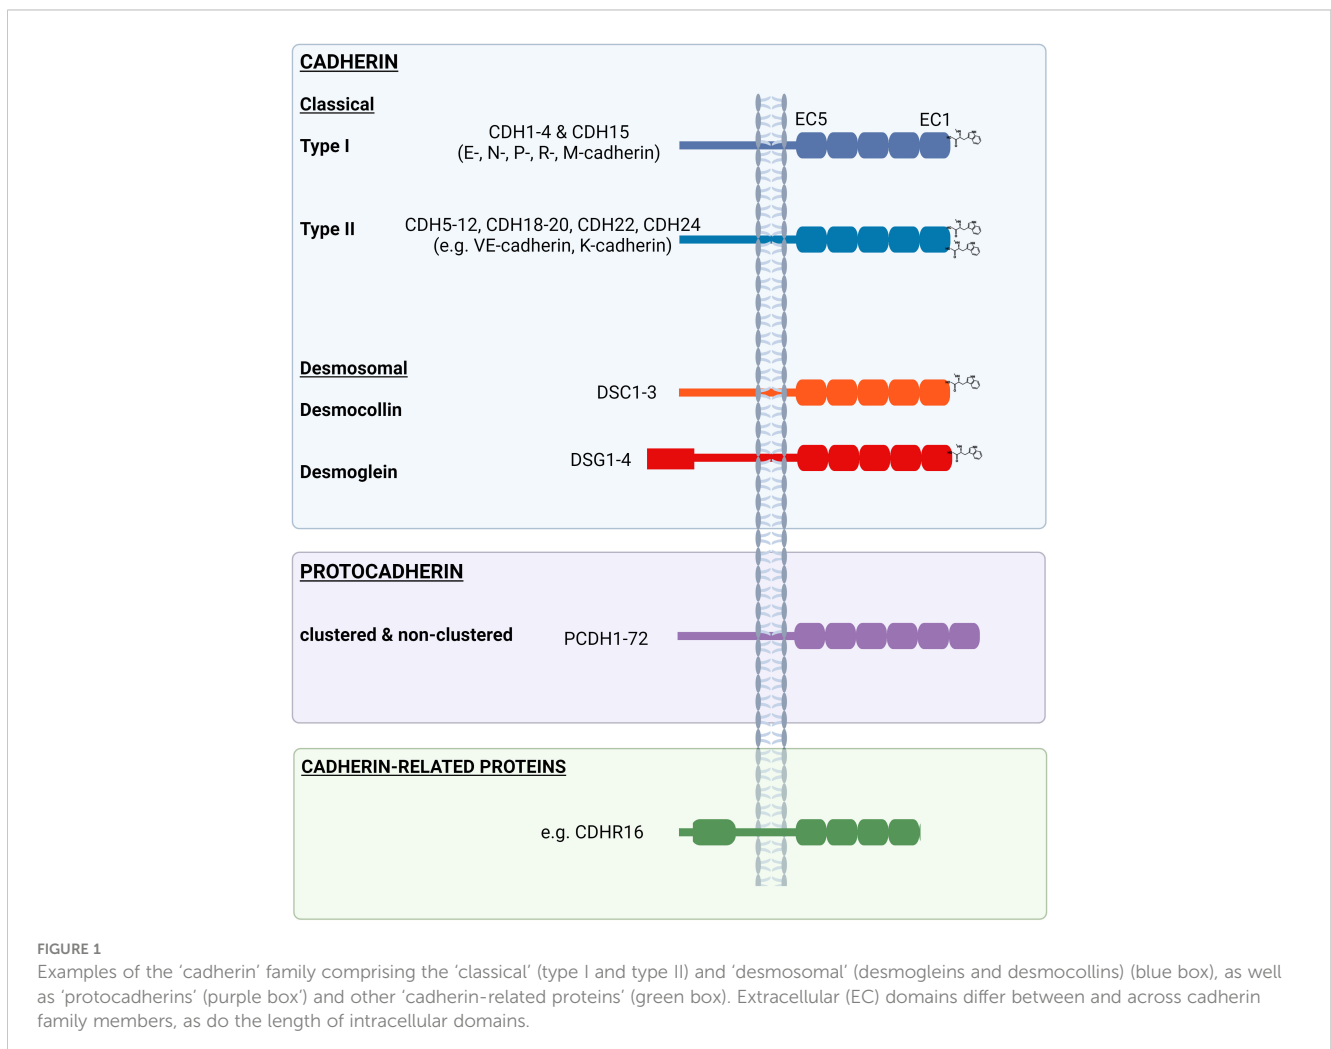 CADHERIN
Classical
EC5 EC1
CDH1-4 & CDH15
Type I
(E-, N-, P-, R-, M-cadherin)
CDH5-12, CDH18-20, CDH22, CDH24
Type II
(e.g. VE-cadherin, K-cadherin)
Desmosomal
DSC1-3
Desmocollin
DSG1-4
Desmoglein
PROTOCADHERIN
clustered & non-clustered PCDH1-72
CADHERIN-RELATED PROTEINS
e.g. CDHR16
FIGURE 1
Examples of the ‘cadherin’ family comprising the ‘classical’ (type I and type II) and ‘desmosomal’ (desmogleins and desmocollins) (blue box), as well
as ‘protocadherins’ (purple box’) and other ‘cadherin-related proteins’ (green box). Extracellular (EC) domains differ between and across cadherin
family members, as do the length of intracellular domains.